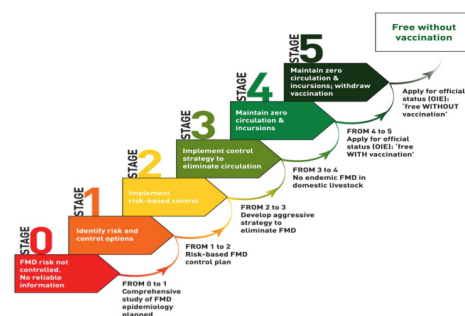 Free without
vaccination
STAGE
5
Maintain zero
circulation &
incursions; withdraw
vaccination
Apply for official
status (OIE):
‘free WITHOUT
vaccination’
STAGE
4
Maintain zero
circulation &
incursions
FROM 4 to 5
Apply for official
status (OIE): ‘free
WITH vaccination’
STAGE
3
Implement control
strategy to
eliminate circulation
FROM 3 to 4
No endemic FMD in
domestic livestock
STAGE
2
Implement
risk-based control
FROM 2 to 3
Develop aggressive
strategy to
eliminate FMD
STAGE
1
Identify risk and
control options
FROM 1 to 2
Risk-based FMD
control plan
STAGE
0
FMD risk not
controlled.
No reliable
information
FROM 0 to 1
Comprehensive
study of FMD
epidemiology
planned